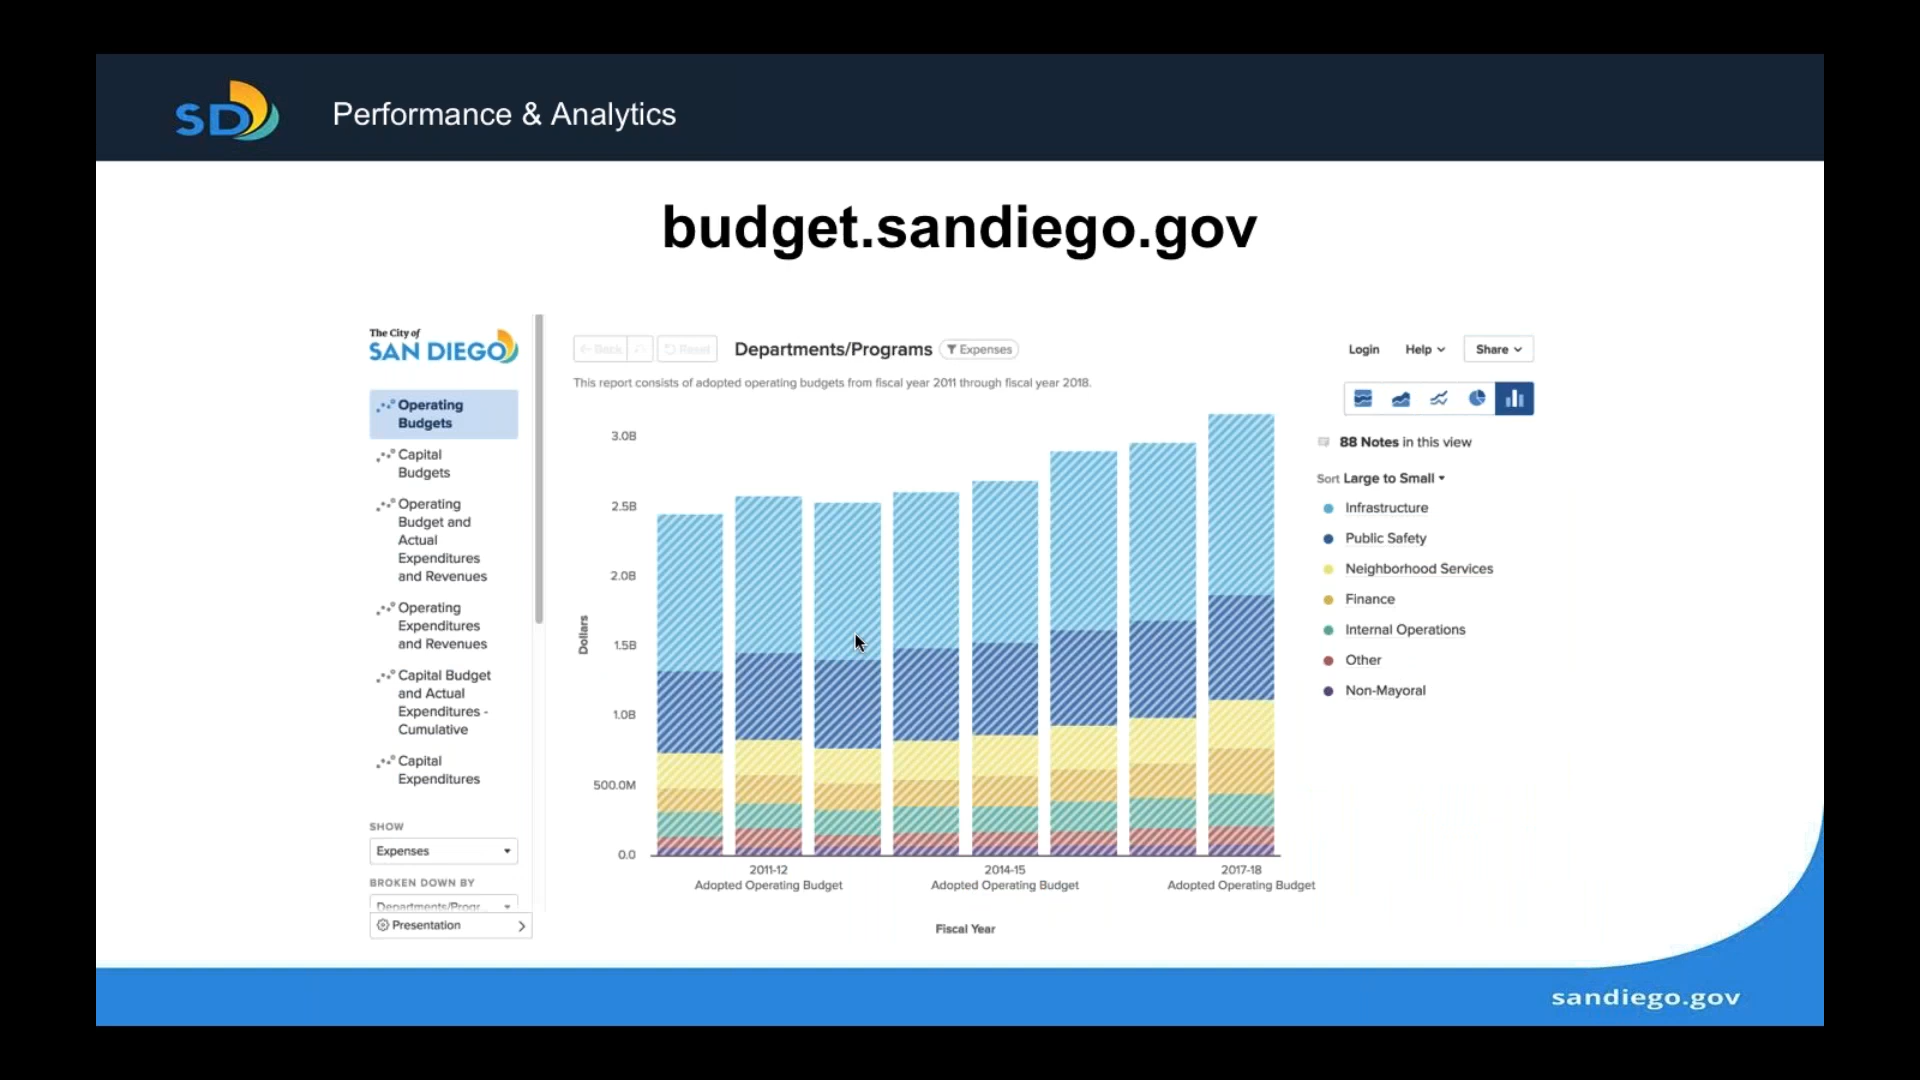 SD
Performance & Analytics
budget.sandiego.gov
The City of
SAN DIEGO
Operating
Budgets
Capital
Budgets
Operating
Budget and
Actual
Expenditures
and Revenues
Operating
Expenditures
and Revenues
Capital Budget
and Actual
Expenditures -
Cumulative
Capital
Expenditures
SHOW
Expenses
BROKEN DOWN BY
Departments/Progr
Presentation
Back
Reset
Departments/Programs
Expenses
This report consists of adopted operating budgets from fiscal year 2011 through fiscal year 2018.
Login
Help
Share
88 Notes in this view
Sort Large to Small
Infrastructure
Public Safety
Neighborhood Services
Finance
Internal Operations
Other
Non-Mayoral
Dollars
3.0B
2.5B
2.0B
1.5B
1.0B
500.0M
0.0
2011-12
Adopted Operating Budget
2014-15
Adopted Operating Budget
2017-18
Adopted Operating Budget
Fiscal Year
sandiego.gov